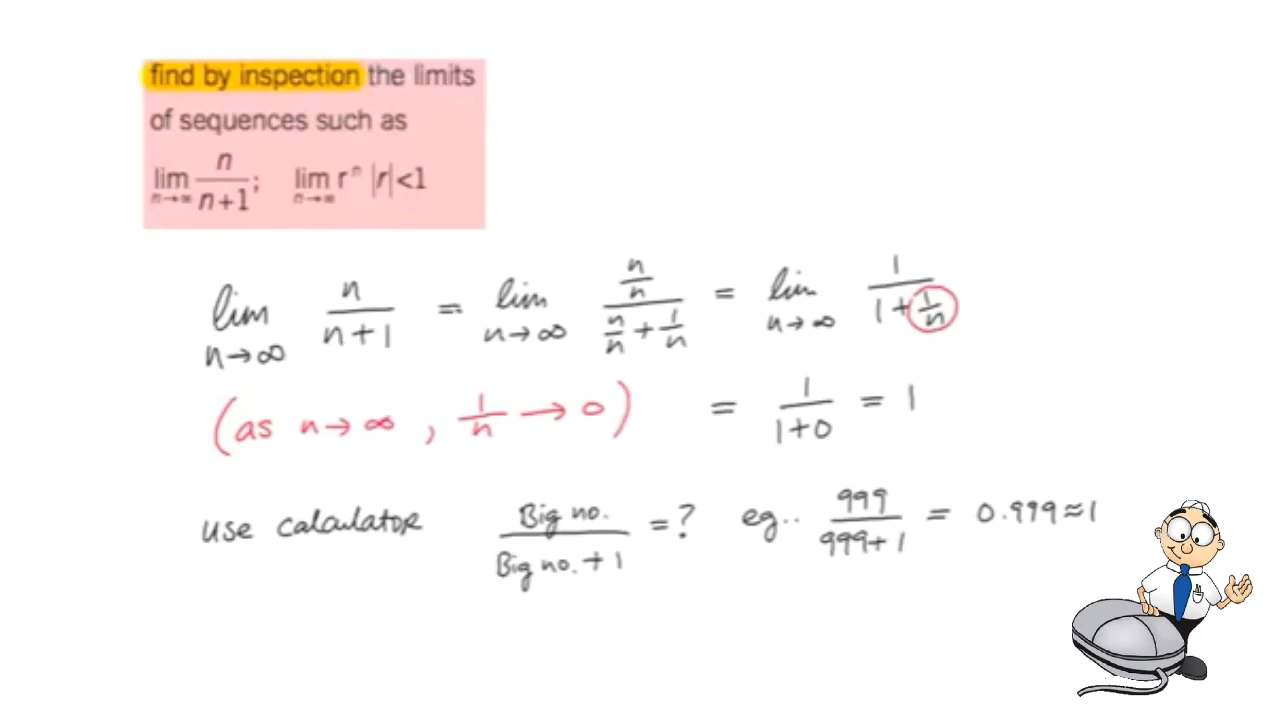 find by inspection the limits
of sequences such as
lim n→∞ n/(n+1); lim n→∞ rⁿ |r|<1
lim n→∞ n/(n+1) = lim n→∞ (n/n)/(n/n + 1/n) = lim n→∞ 1/(1+1/n)
(as n→∞, 1/n → 0) = 1/(1+0) = 1
use calculator Big no./(Big no. + 1) = ? eg.. 999/(999+1) = 0.999≈1